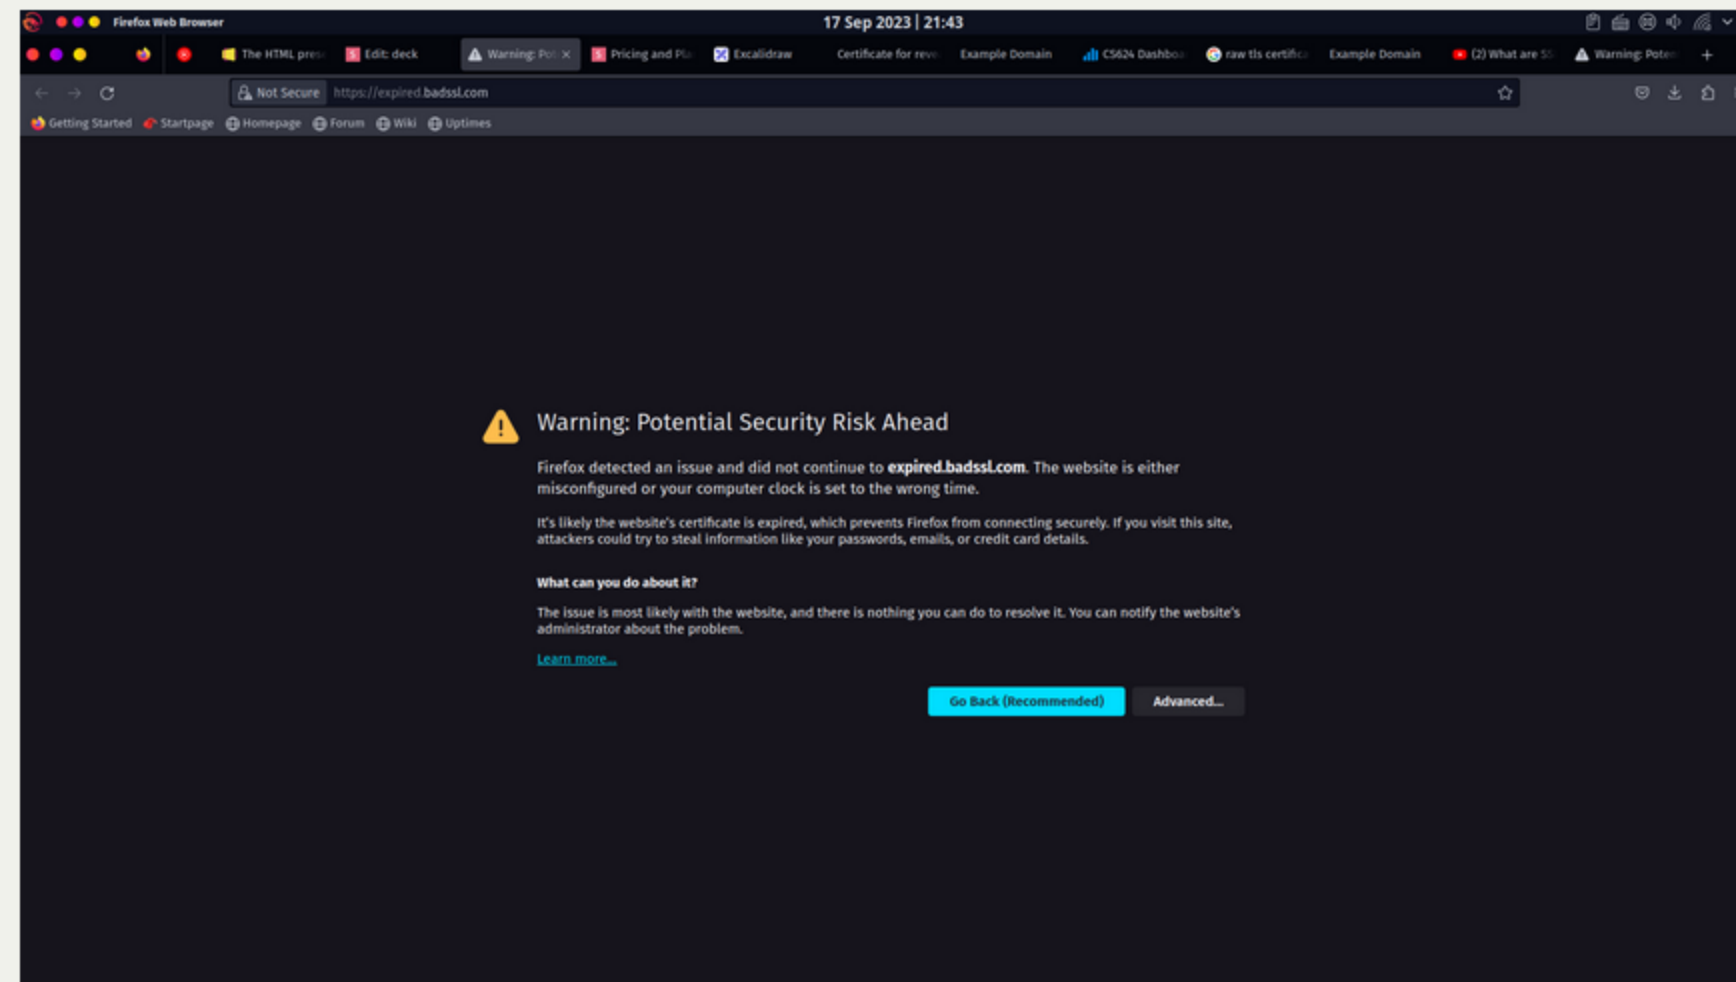 Firefox Web Browser
17 Sep 2023 | 21:43
The HTML pres
Edit: deck
Warning: Pot
Pricing and Pla
Excalidraw
Certificate for revo
Example Domain
CS624 Dashboa
raw tls certifica
Example Domain
(2) What are SS
Warning: Poten
Not Secure https://expired.badssl.com
Getting Started Startpage Homepage Forum Wiki Uptimes
Warning: Potential Security Risk Ahead
Firefox detected an issue and did not continue to expired.badssl.com. The website is either
misconfigured or your computer clock is set to the wrong time.
It's likely the website's certificate is expired, which prevents Firefox from connecting securely. If you visit this site,
attackers could try to steal information like your passwords, emails, or credit card details.
What can you do about it?
The issue is most likely with the website, and there is nothing you can do to resolve it. You can notify the website's
administrator about the problem.
Learn more...
Go Back (Recommended) Advanced...